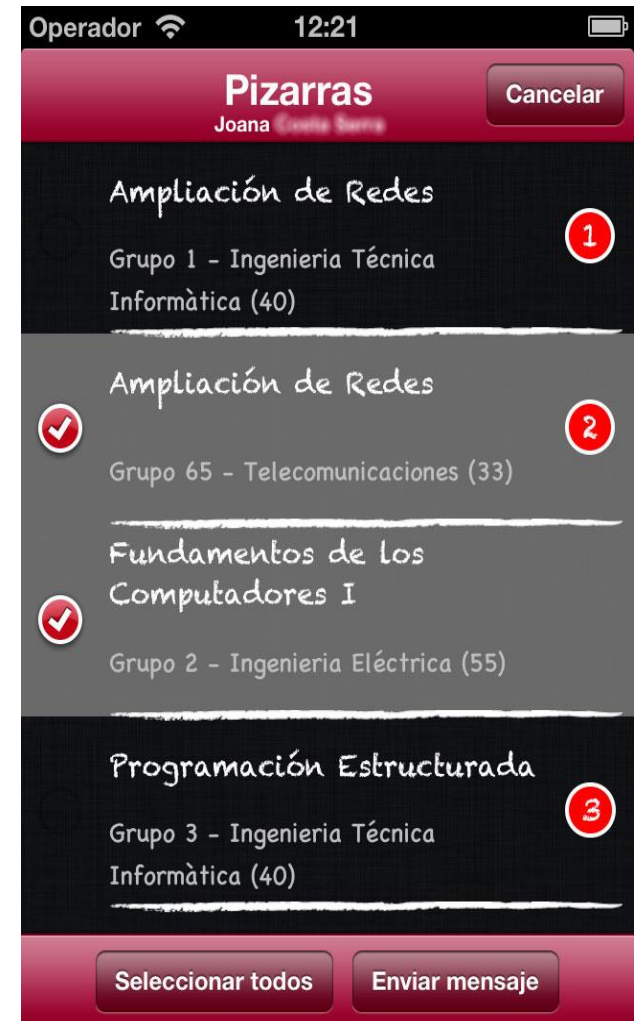 Operador 12:21
Pizarras
Cancelar
Joana
Ampliación de Redes
1
Grupo 1 - Ingenieria Técnica
Informàtica (40)
Ampliación de Redes
2
Grupo 65 - Telecomunicaciones (33)
Fundamentos de los
Computadores I
Grupo 2 - Ingenieria Eléctrica (55)
Programación Estructurada
3
Grupo 3 - Ingenieria Técnica
Informàtica (40)
Seleccionar todos Enviar mensaje